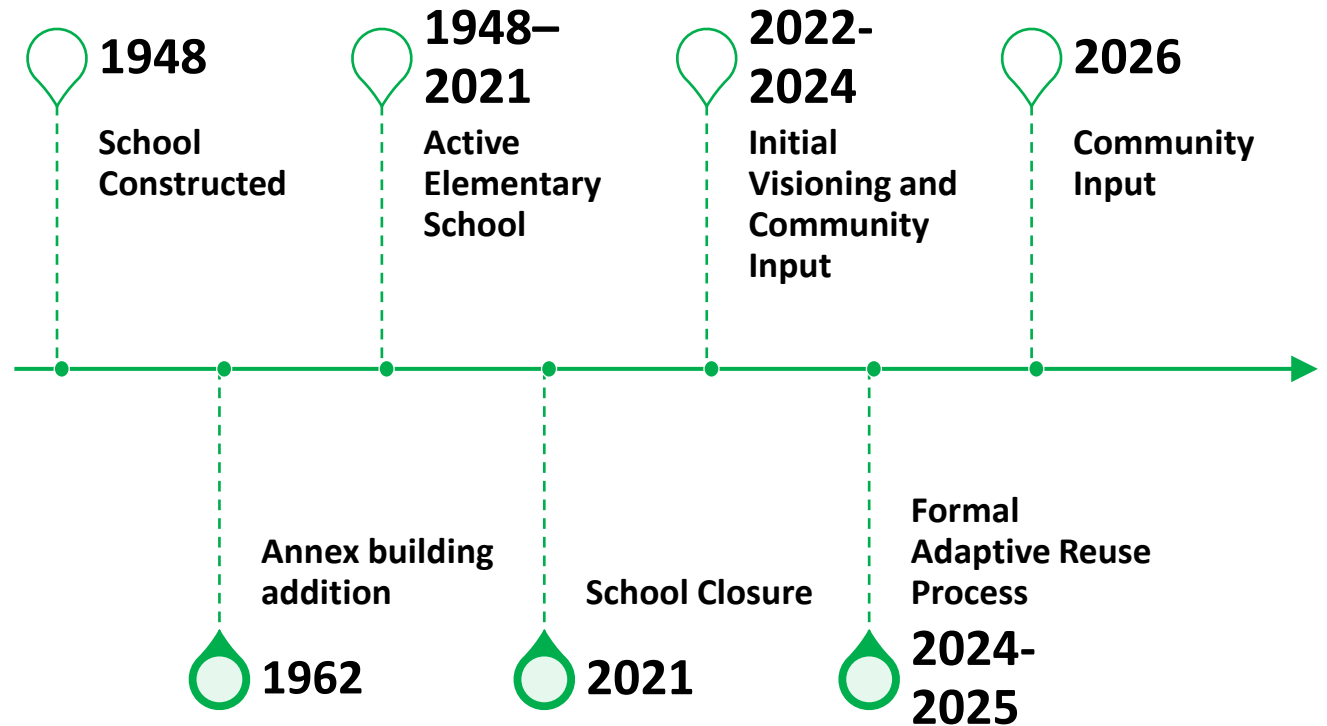 1948
School
Constructed
1948–
2021
Active
Elementary
School
2022-
2024
Initial
Visioning and
Community
Input
2026
Community
Input
Annex building
addition
1962
School Closure
2021
Formal
Adaptive Reuse
Process
2024-
2025